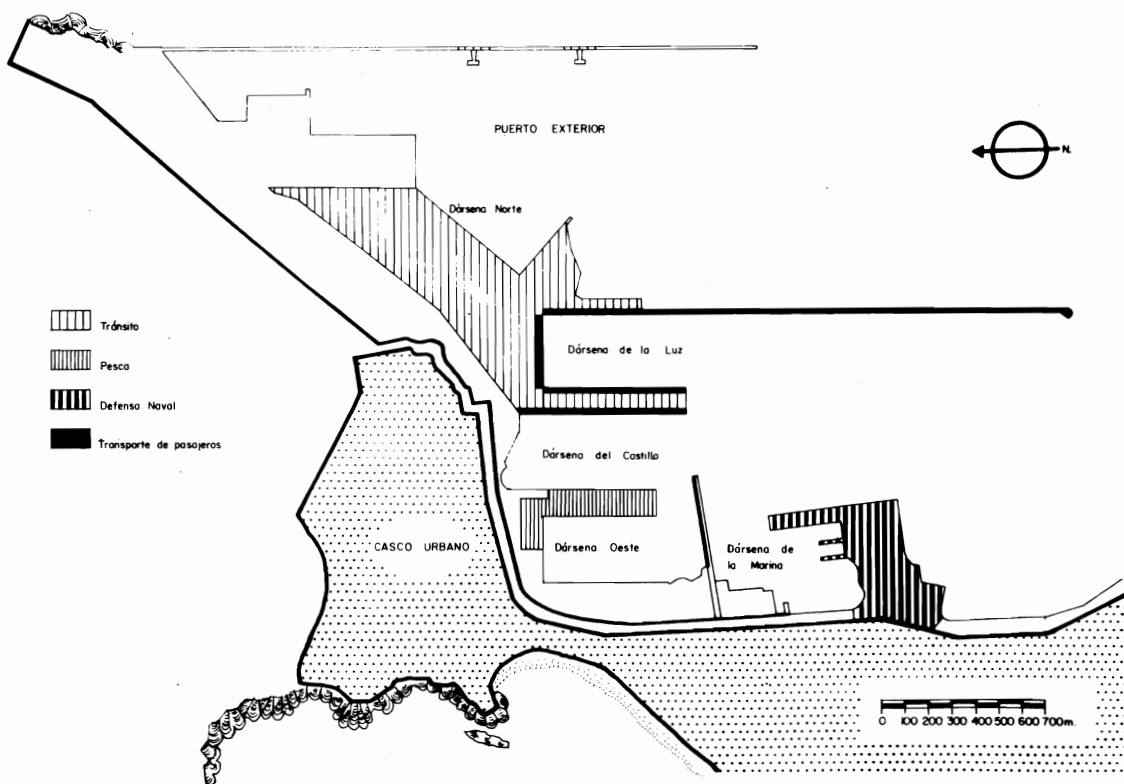 PUERTO EXTERIOR
N.
Dársena Norte
Tránsito
Pesca
Defensa Naval
Transporte de pasajeros
Dársena de la Luz
Dársena del Castillo
CASCO URBANO
Dársena Oeste
Dársena de
la Marina
0 100 200 300 400 500 600 700m.